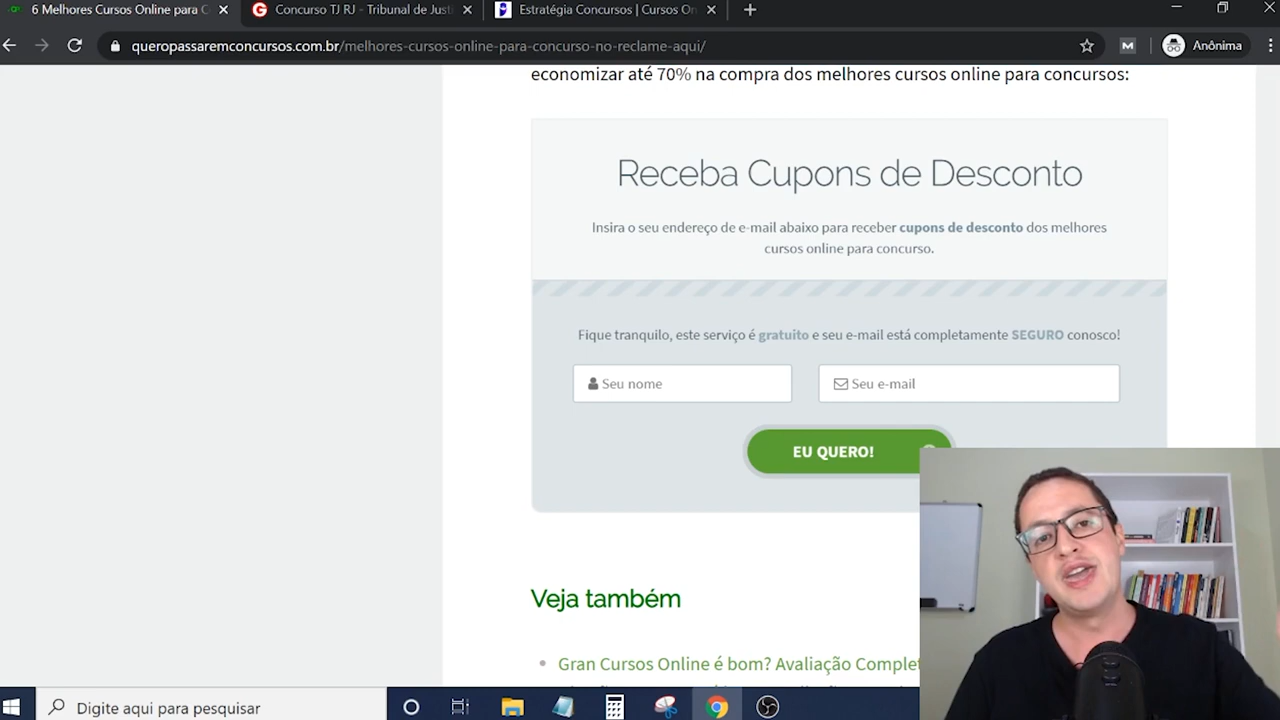 6 Melhores Cursos Online para C
Concurso TJ RJ - Tribunal de Justi
Estratégia Concursos | Cursos On
queropassaremconcursos.com.br/melhores-cursos-online-para-concurso-no-reclame-aqui/
Anônima
economizar até 70% na compra dos melhores cursos online para concursos:
Receba Cupons de Desconto
Insira o seu endereço de e-mail abaixo para receber cupons de desconto dos melhores
cursos online para concurso.
Fique tranquilo, este serviço é gratuito e seu e-mail está completamente SEGURO conosco!
Seu nome
Seu e-mail
EU QUERO!
Veja também
Gran Cursos Online é bom? Avaliação Complet
Digite aqui para pesquisar